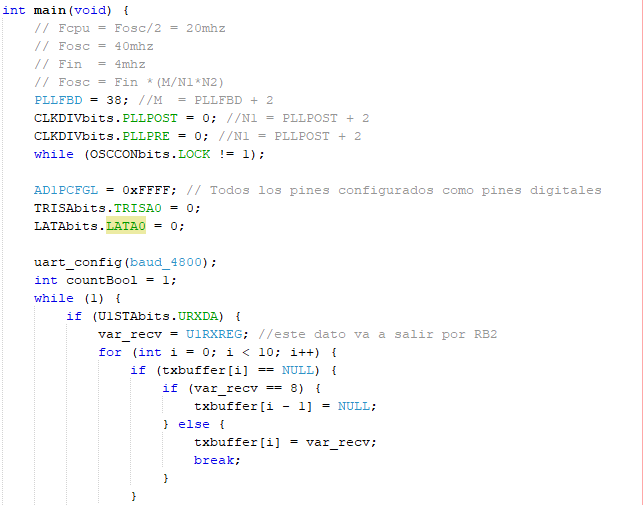 int main(void) {
// Fcpu = Fosc/2 = 20mhz
// Fosc = 40mhz
// Fin  = 4mhz
// Fosc = Fin *(M/N1*N2)
PLLFBD = 38; //M  = PLLFBD + 2
CLKDIVbits.PLLPOST = 0; //N1 = PLLPOST + 2
CLKDIVbits.PLLPRE = 0; //N1 = PLLPOST + 2
while (OSCCONbits.LOCK != 1);
AD1PCFGL = 0xFFFF; // Todos los pines configurados como pines digitales
TRISAbits.TRISA0 = 0;
LATAbits.LATA0 = 0;
uart_config(baud_4800);
int countBool = 1;
while (1) {
if (U1STAbits.URXDA) {
var_recv = U1RXREG; //este dato va a salir por RB2
for (int i = 0; i < 10; i++) {
if (txbuffer[i] == NULL) {
if (var_recv == 8) {
txbuffer[i - 1] = NULL;
} else {
txbuffer[i] = var_recv;
break;
}
}